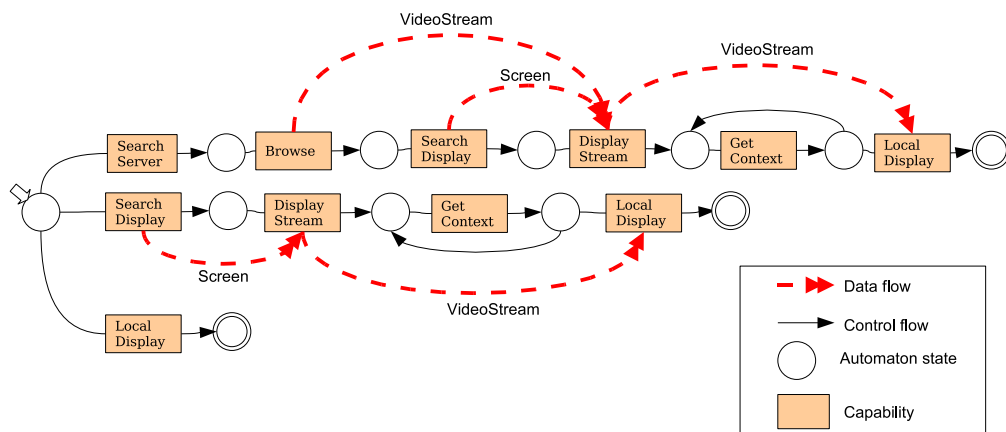 VideoStream
VideoStream
Screen
Search
Server
Browse
Search
Display
Display
Stream
Get
Context
Local
Display
Search
Display
Display
Stream
Get
Context
Local
Display
Screen
VideoStream
Local
Display
Data flow
Control flow
Automaton state
Capability